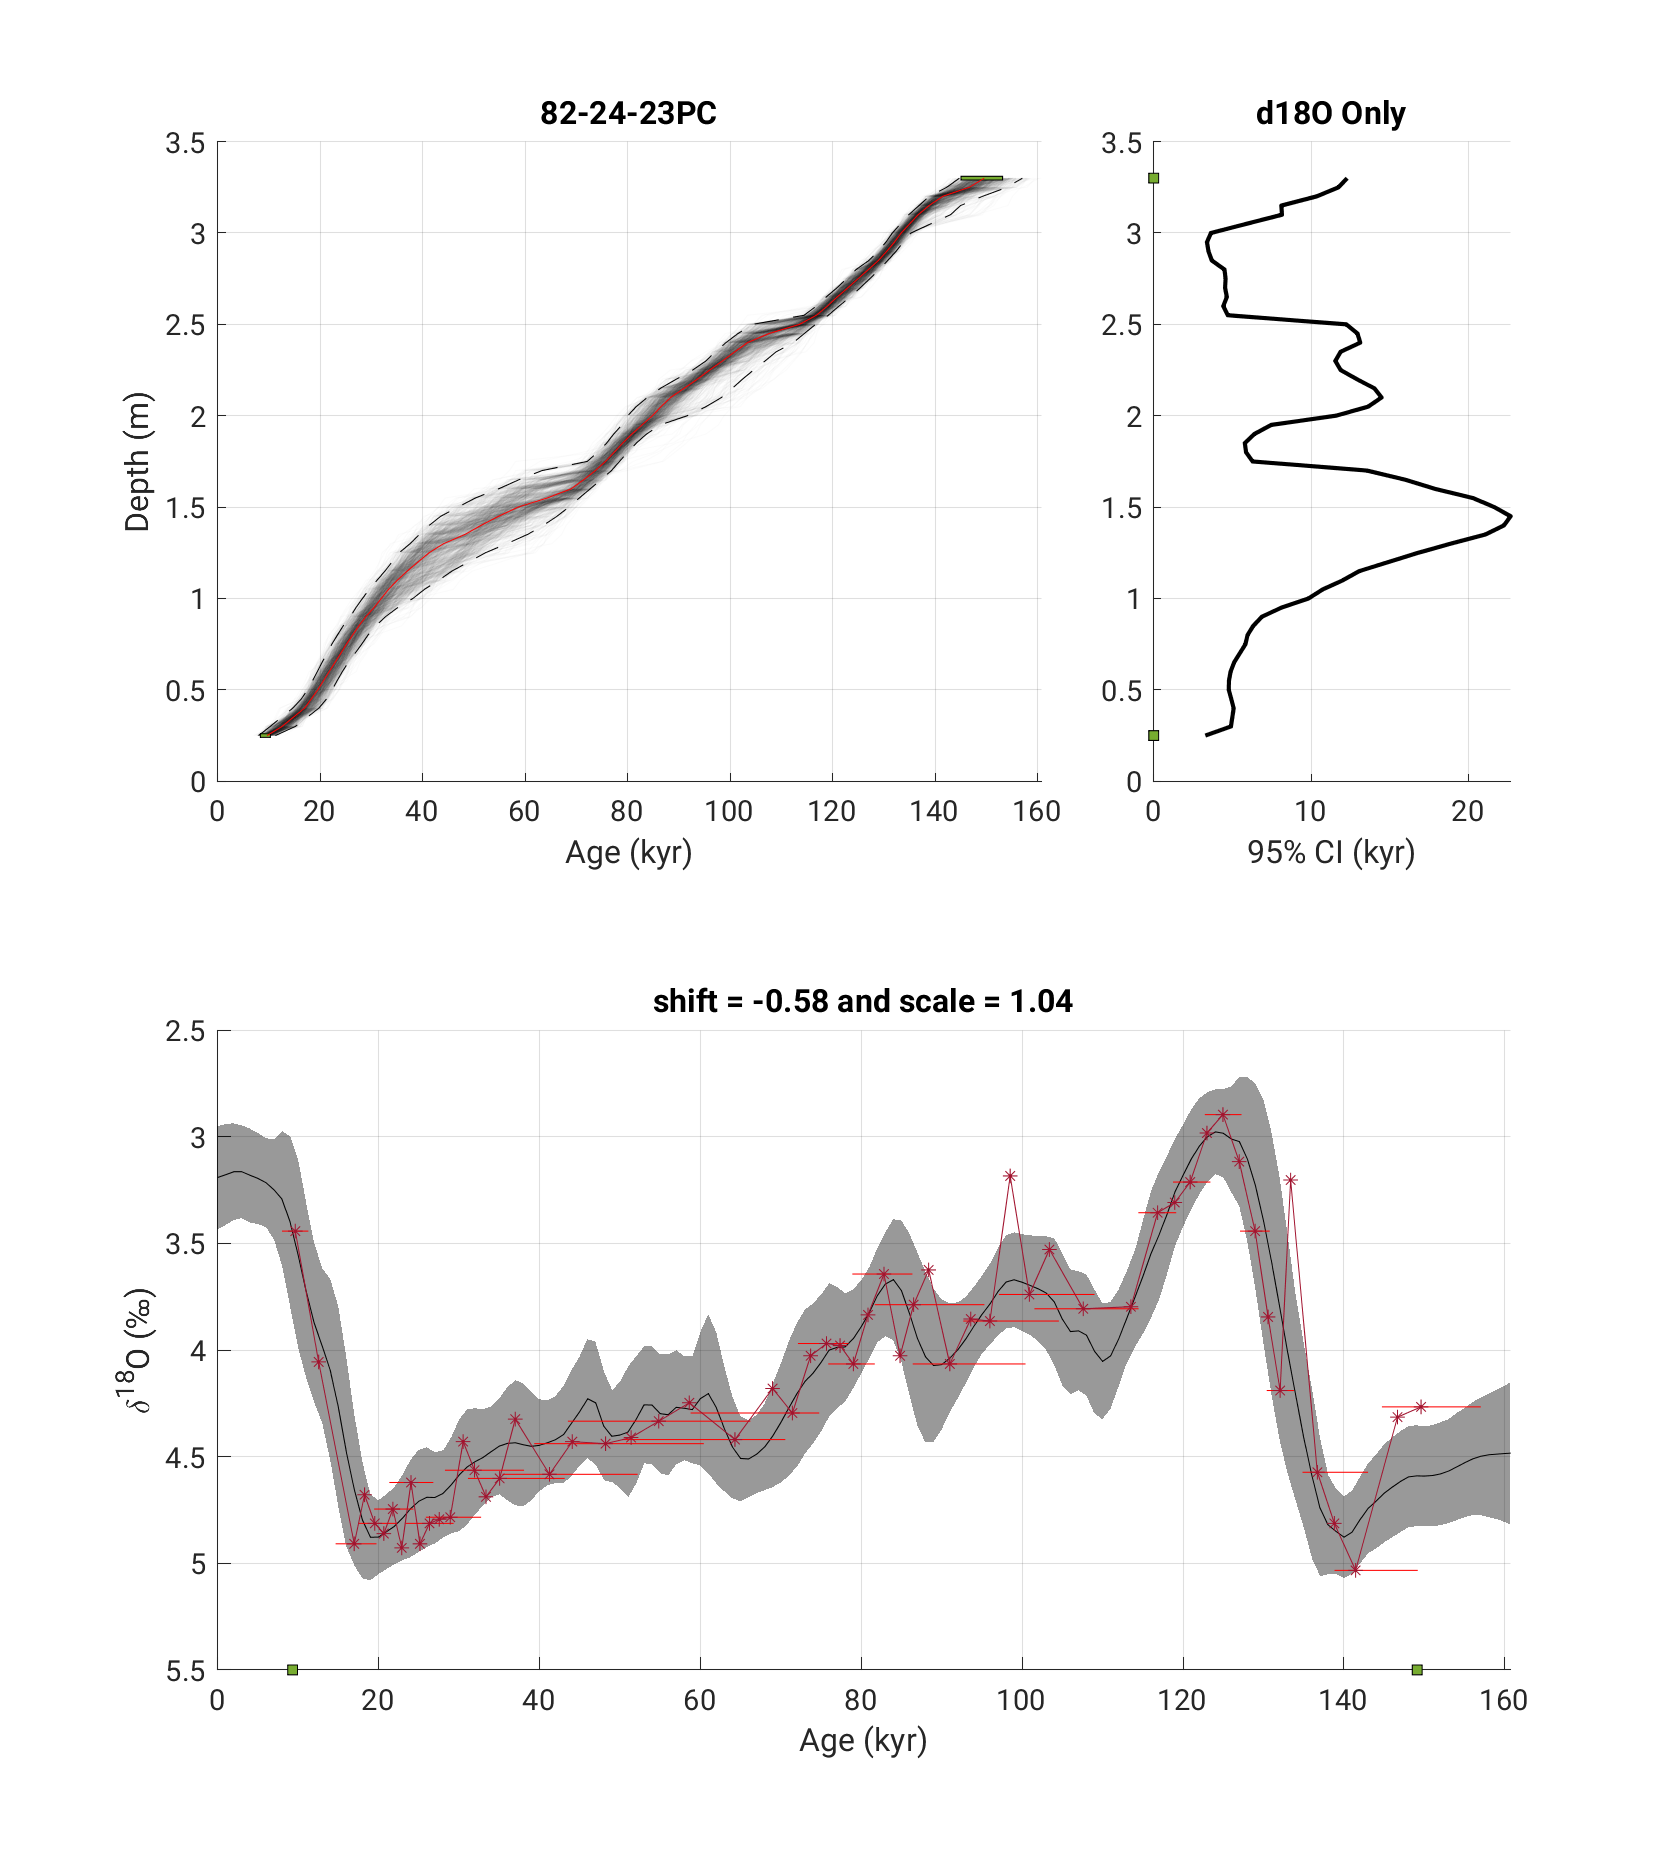 82-24-23PC
d18O Only
3.5
3
2.5
2
1.5
1
0.5
0
Depth (m)
0 20 40 60 80 100 120 140 160
Age (kyr)
3.5
3
2.5
2
1.5
1
0.5
0
0 10 20
95% CI (kyr)
shift = -0.58 and scale = 1.04
2.5
3
3.5
4
4.5
5
5.5
δ18O (‰)
0 20 40 60 80 100 120 140 160
Age (kyr)